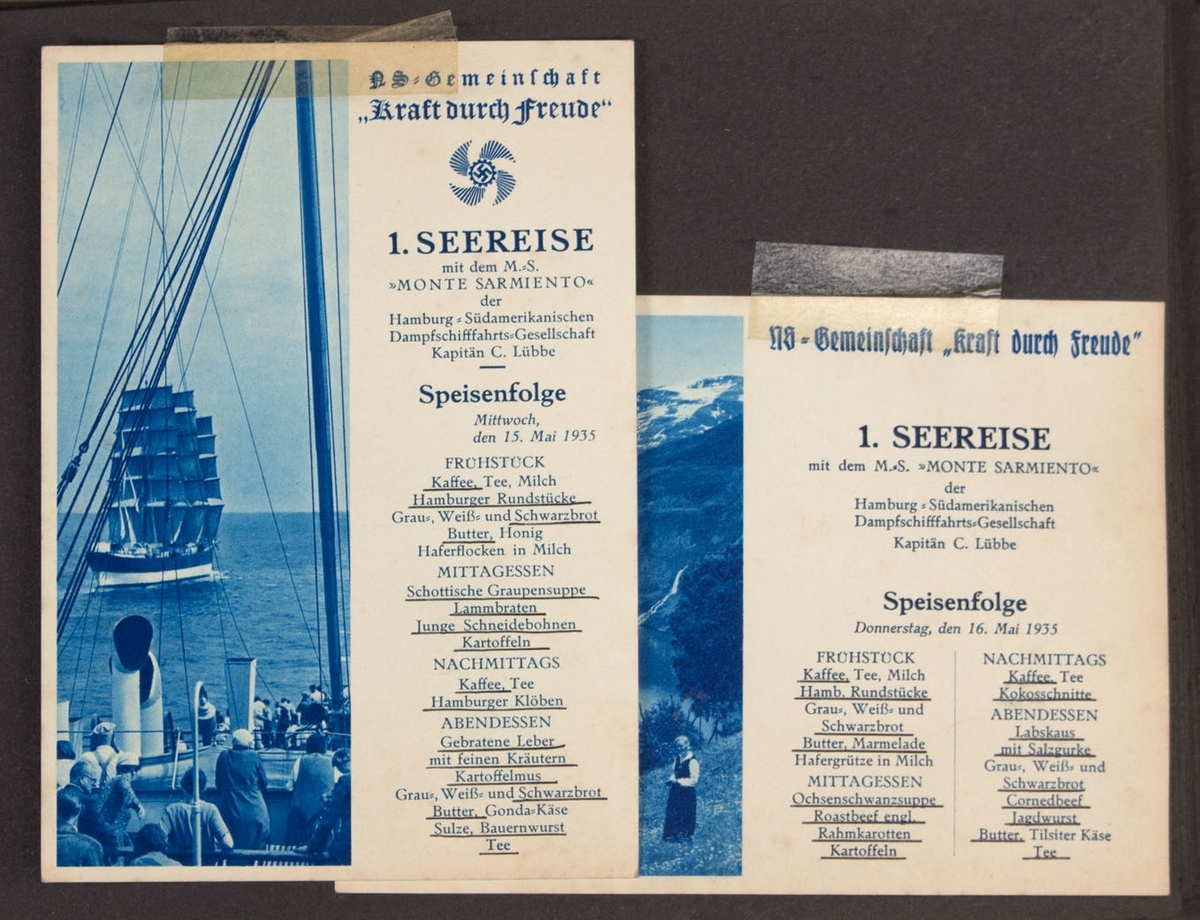 NS-Gemeinschaft
„Kraft durch Freude“
1. SEEREISE
mit dem M.-S.
»MONTE SARMIENTO«
der
Hamburg-Südamerikanischen
Dampfschifffahrts-Gesellschaft
Kapitän C. Lübbe
Speisenfolge
Mittwoch,
den 15. Mai 1935
FRÜHSTÜCK
Kaffee, Tee, Milch
Hamburger Rundstücke
Grau-, Weiß- und Schwarzbrot
Butter, Honig
Haferflocken in Milch
MITTAGESSEN
Schottische Graupensuppe
Lammbraten
Junge Schneidebohnen
Kartoffeln
NACHMITTAGS
Kaffee, Tee
Hamburger Klöben
ABENDESSEN
Gebratene Leber
mit feinen Kräutern
Kartoffelmus
Grau-, Weiß- und Schwarzbrot
Butter, Gonda-Käse
Sulze, Bauernwurst
Tee
NS-Gemeinschaft „Kraft durch Freude“
1. SEEREISE
mit dem M.-S. »MONTE SARMIENTO«
der
Hamburg-Südamerikanischen
Dampfschifffahrts-Gesellschaft
Kapitän C. Lübbe
Speisenfolge
Donnerstag, den 16. Mai 1935
FRÜHSTÜCK
Kaffee, Tee, Milch
Hamb. Rundstücke
Grau-, Weiß- und
Schwarzbrot
Butter, Marmelade
Hafergrütze in Milch
MITTAGESSEN
Ochsenschwanzsuppe
Roastbeef engl.
Rahmkarotten
Kartoffeln
NACHMITTAGS
Kaffee, Tee
Kokosschnitte
ABENDESSEN
Labskaus
mit Salzgurke
Grau-, Weiß- und
Schwarzbrot
Cornedbeef
Jagdwurst
Butter, Tilsiter Käse
Tee